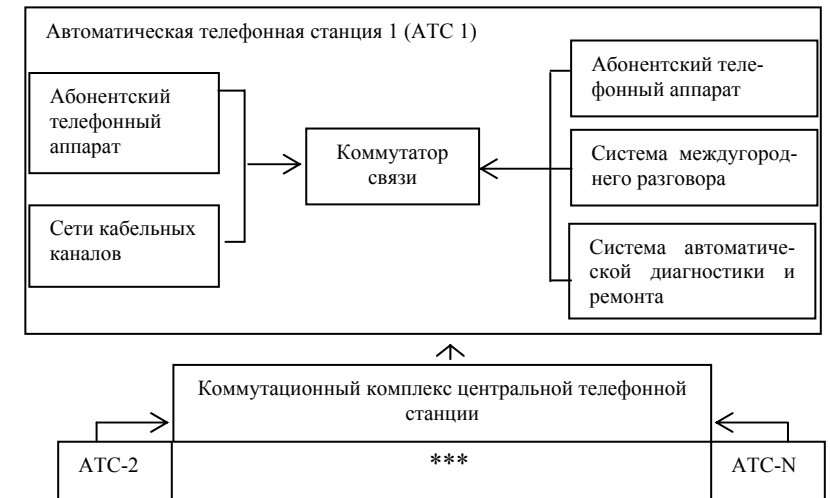 Автоматическая телефонная станция 1 (АТС 1)
Абонентский
телефонный
аппарат
Сети кабельных
каналов
Коммутатор
связи
Абонентский теле-
фонный аппарат
Система междугород-
него разговора
Система автоматиче-
ской диагностики и
ремонта
Коммутационный комплекс центральной телефонной
станции
АТС-2
***
АТС-N